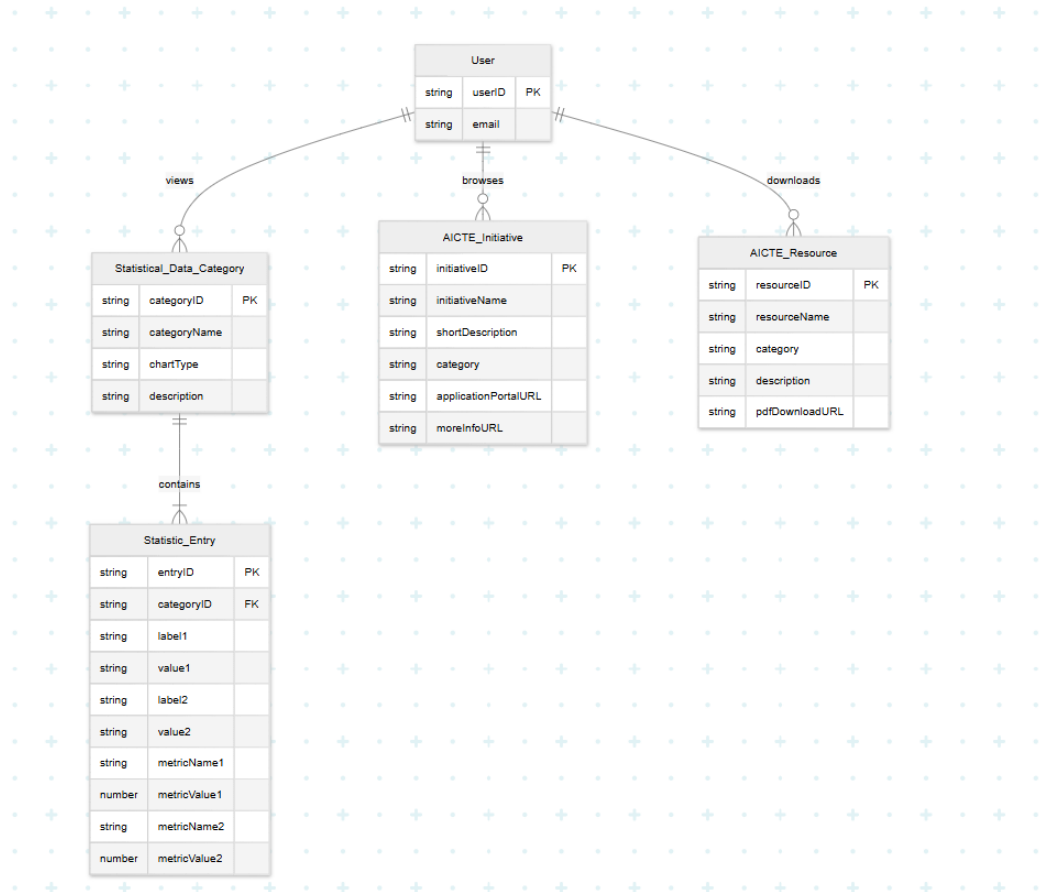 User
string userID PK
string email
views
browses
downloads
Statistical_Data_Category
string categoryID PK
string categoryName
string chartType
string description
AICTE_Initiative
string initiativeID PK
string initiativeName
string shortDescription
string category
string applicationPortalURL
string moreInfoURL
AICTE_Resource
string resourceID PK
string resourceName
string category
string description
string pdfDownloadURL
contains
Statistic_Entry
string entryID PK
string categoryID FK
string label1
string value1
string label2
string value2
string metricName1
number metricValue1
string metricName2
number metricValue2